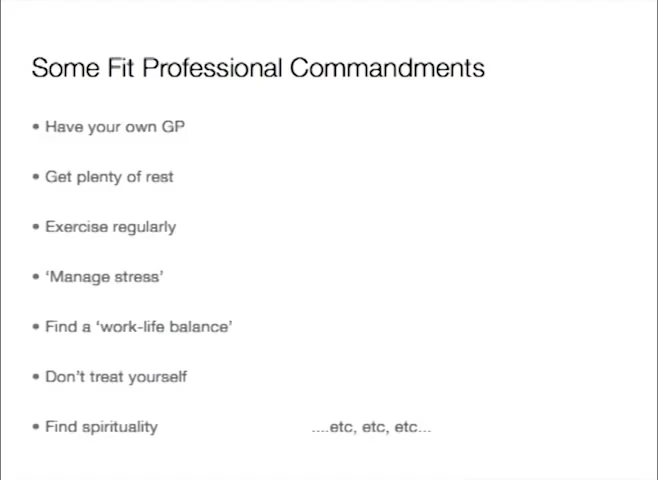 Some Fit Professional Commandments
• Have your own GP
• Get plenty of rest
• Exercise regularly
• ‘Manage stress’
• Find a ‘work-life balance’
• Don’t treat yourself
• Find spirituality ....etc, etc, etc...